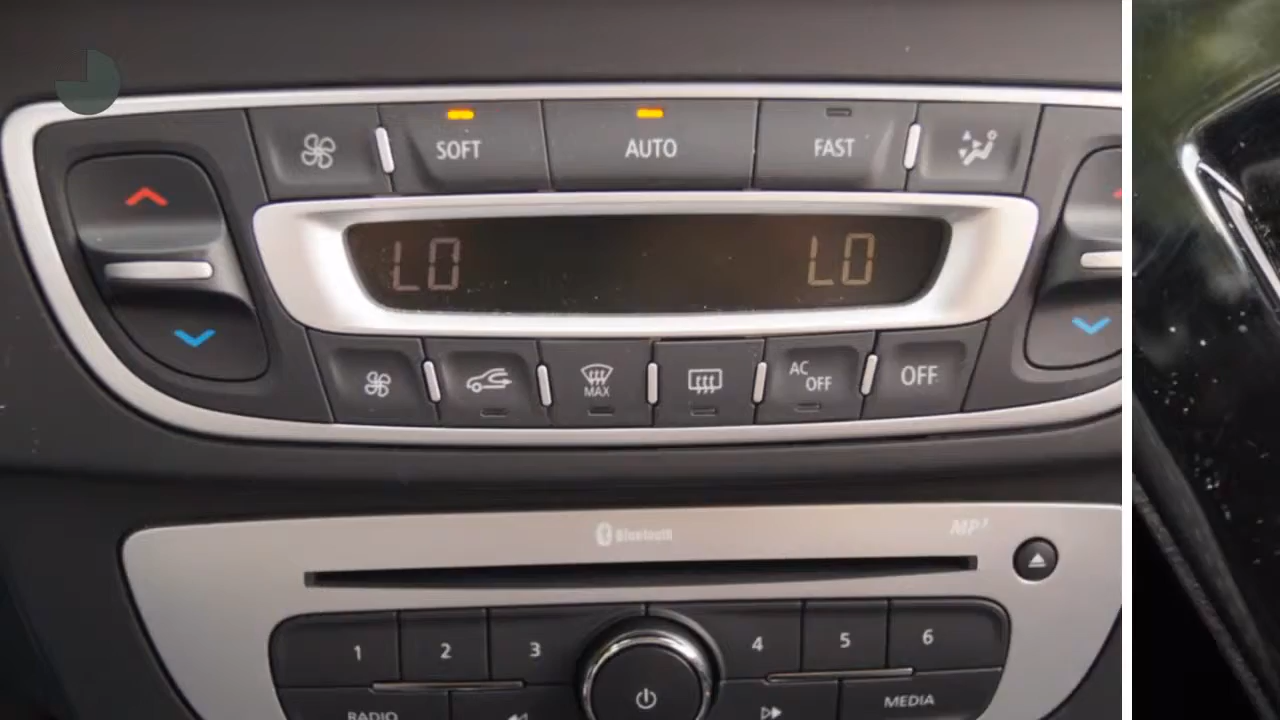 SOFT AUTO FAST
LO LO
MAX AC OFF OFF
Bluetooth MP3
1 2 3 4 5 6
RADIO MEDIA